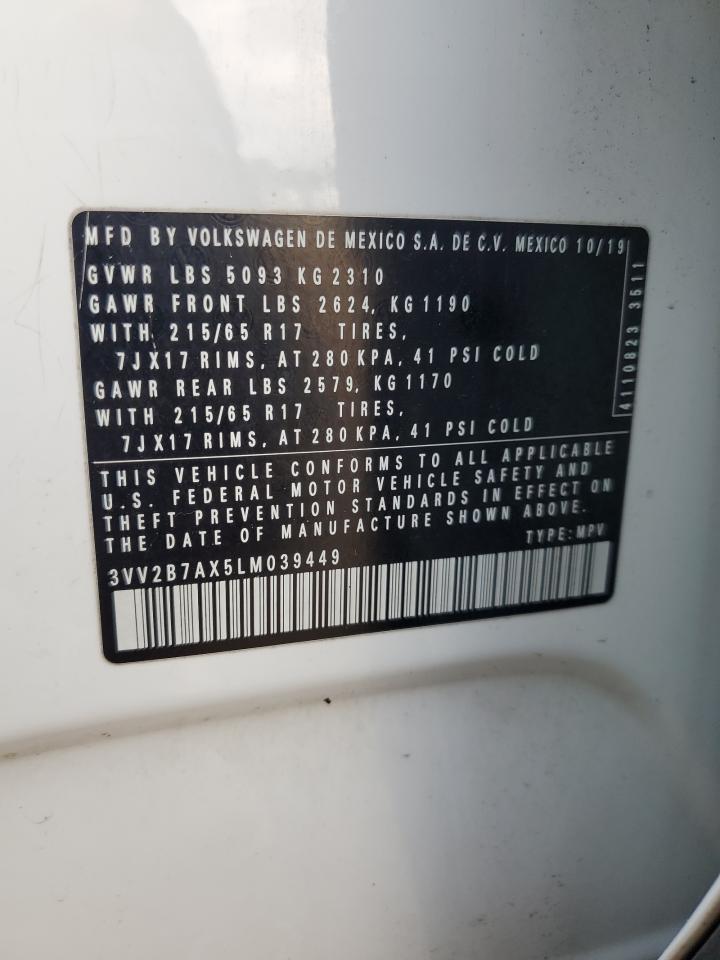 MFD BY VOLKSWAGEN DE MEXICO S.A. DE C.V. MEXICO 10/19
GVWR LBS 5093 KG 2310
GAWR FRONT LBS 2624, KG 1190
WITH 215/65 R17 TIRES,
7JX17 RIMS, AT 280 KPA, 41 PSI COLD
GAWR REAR LBS 2579, KG 1170
WITH 215/65 R17 TIRES,
7JX17 RIMS, AT 280 KPA, 41 PSI COLD
4110823 3511
THIS VEHICLE CONFORMS TO ALL APPLICABLE
U.S. FEDERAL MOTOR VEHICLE SAFETY AND
THEFT PREVENTION STANDARDS IN EFFECT ON
THE DATE OF MANUFACTURE SHOWN ABOVE.
TYPE: MPV
3VV2B7AX5LM039449